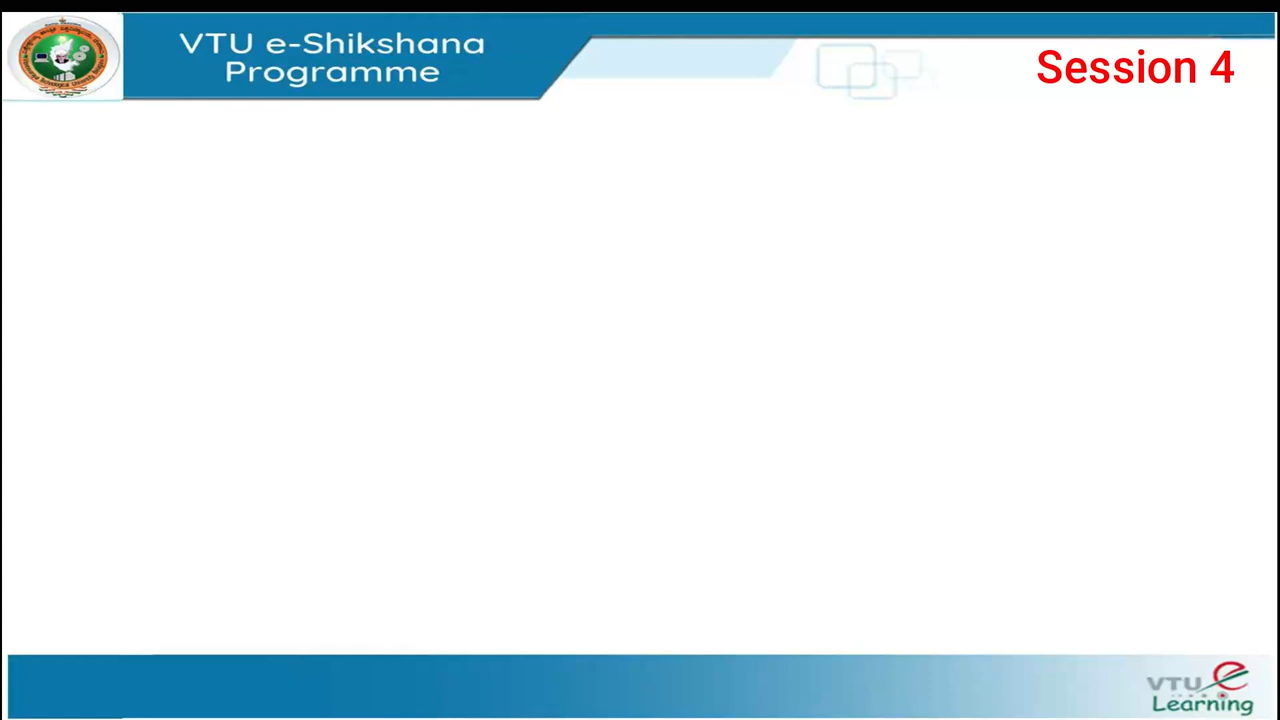 VTU e-Shikshana
Programme
Session 4
VTU e
Learning